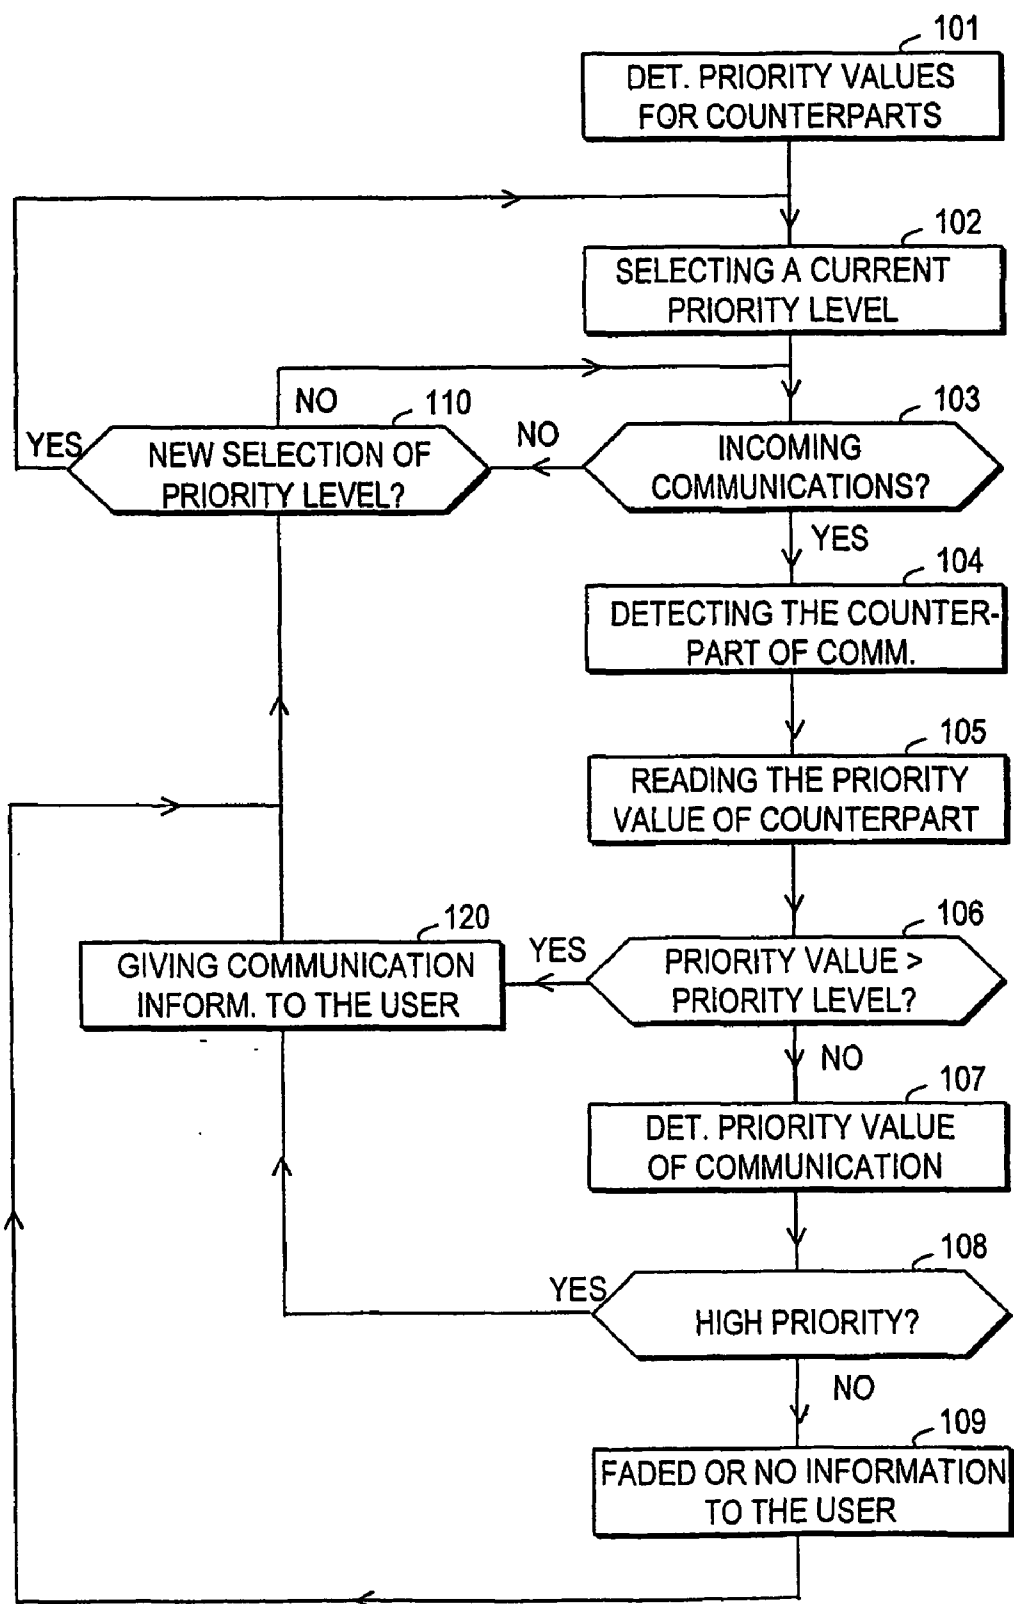 101
DET. PRIORITY VALUES
FOR COUNTERPARTS
102
SELECTING A CURRENT
PRIORITY LEVEL
NO
110
103
YES
NEW SELECTION OF
PRIORITY LEVEL?
NO
INCOMING
COMMUNICATIONS?
YES
104
DETECTING THE COUNTER-
PART OF COMM.
105
READING THE PRIORITY
VALUE OF COUNTERPART
120
106
GIVING COMMUNICATION
INFORM. TO THE USER
YES
PRIORITY VALUE >
PRIORITY LEVEL?
NO
107
DET. PRIORITY VALUE
OF COMMUNICATION
108
YES
HIGH PRIORITY?
NO
109
FADED OR NO INFORMATION
TO THE USER